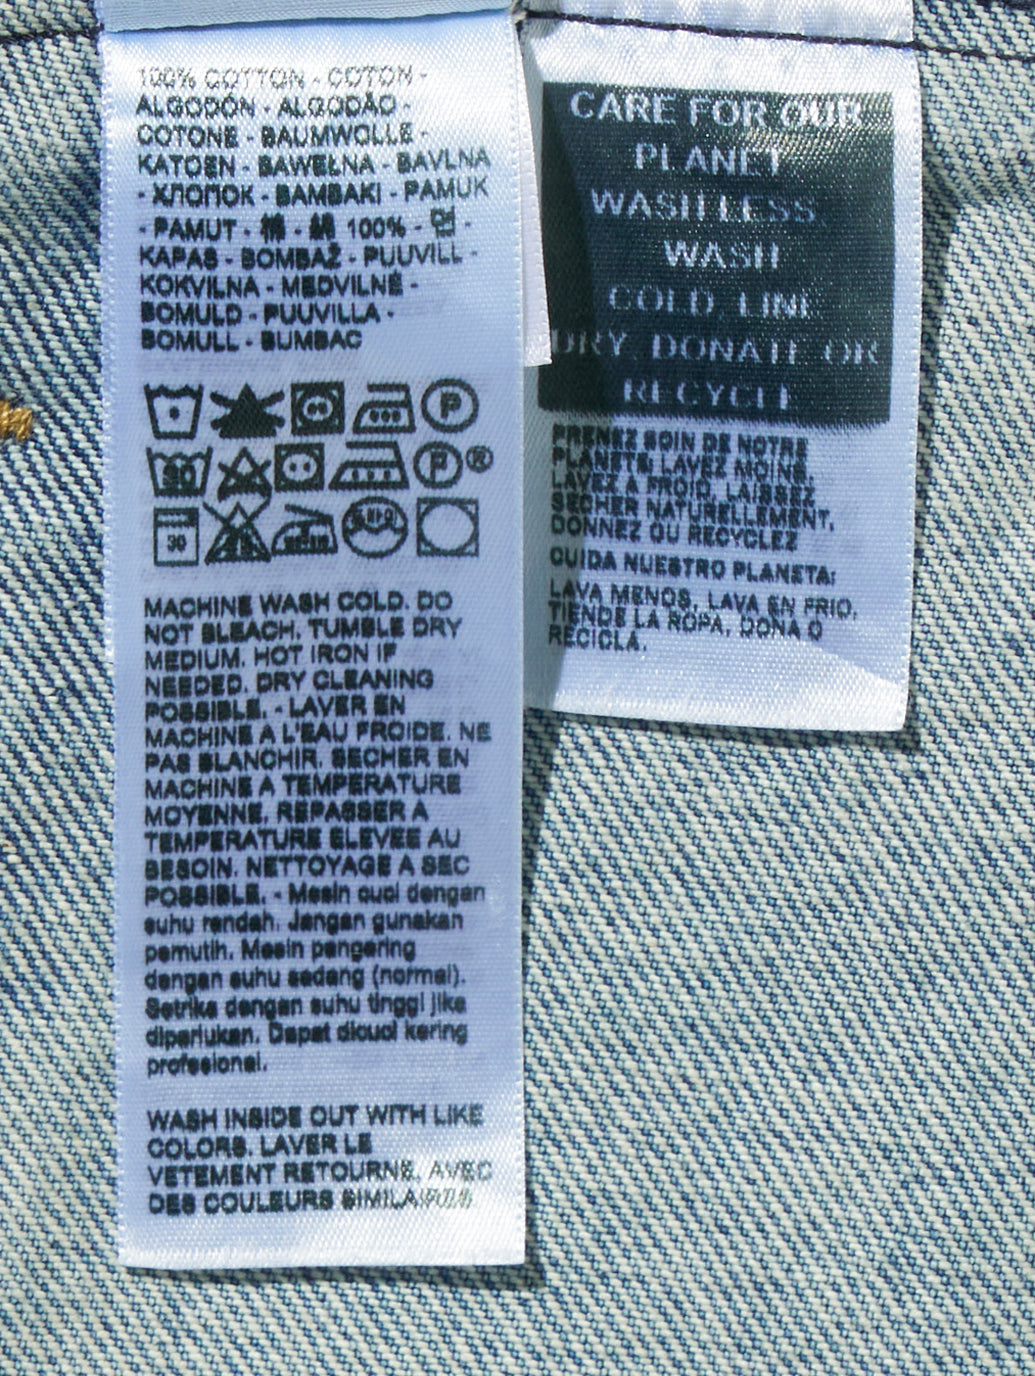 100% COTTON - COTON -
ALGODÓN - ALGODÃO -
COTONE - BAUMWOLLE -
KATOEN - BAWEŁNA - BAVLNA
- ХЛОПОК - BAMBAKI - PAMUK
- PAMUT - 棉 - 綿 100% - 면 -
KAPAS - BOMBAŽ - PUUVILL -
KOKVILNA - MEDVILNĖ -
BOMULD - PUUVILLA -
BOMULL - BUMBAC
P
30 P ®
30
MACHINE WASH COLD. DO
NOT BLEACH. TUMBLE DRY
MEDIUM. HOT IRON IF
NEEDED. DRY CLEANING
POSSIBLE. - LAVER EN
MACHINE A L'EAU FROIDE. NE
PAS BLANCHIR. SECHER EN
MACHINE A TEMPERATURE
MOYENNE. REPASSER A
TEMPERATURE ELEVEE AU
BESOIN. NETTOYAGE A SEC
POSSIBLE. - Mesin cuci dengan
suhu rendah. Jangan gunakan
pemutih. Mesin pengering
dengan suhu sedang (normal).
Setrika dengan suhu tinggi jika
diperlukan. Dapat dicuci kering
profesional.
WASH INSIDE OUT WITH LIKE
COLORS. LAVER LE
VETEMENT RETOURNE, AVEC
DES COULEURS SIMILAIRES
CARE FOR OUR
PLANET
WASH LESS
WASH
COLD, LINE
DRY, DONATE OR
RECYCLE
PRENEZ SOIN DE NOTRE
PLANETE: LAVEZ MOINS,
LAVEZ A FROID, LAISSEZ
SECHER NATURELLEMENT,
DONNEZ OU RECYCLEZ
CUIDA NUESTRO PLANETA:
LAVA MENOS, LAVA EN FRIO,
TIENDE LA ROPA, DONA O
RECICLA.